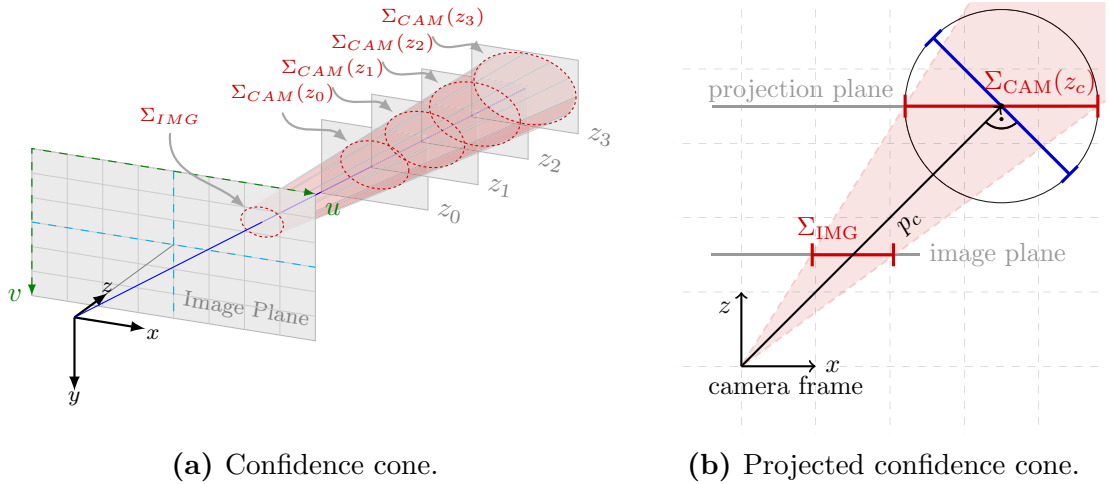 Σ_CAM(z_3)
Σ_CAM(z_2)
Σ_CAM(z_1)
Σ_CAM(z_0)
Σ_IMG
z_3
z_2
z_1
z_0
u
v
z
x
y
Image Plane
(a) Confidence cone.
projection plane
Σ_CAM(z_c)
p_c
Σ_IMG
image plane
z
x
camera frame
(b) Projected confidence cone.